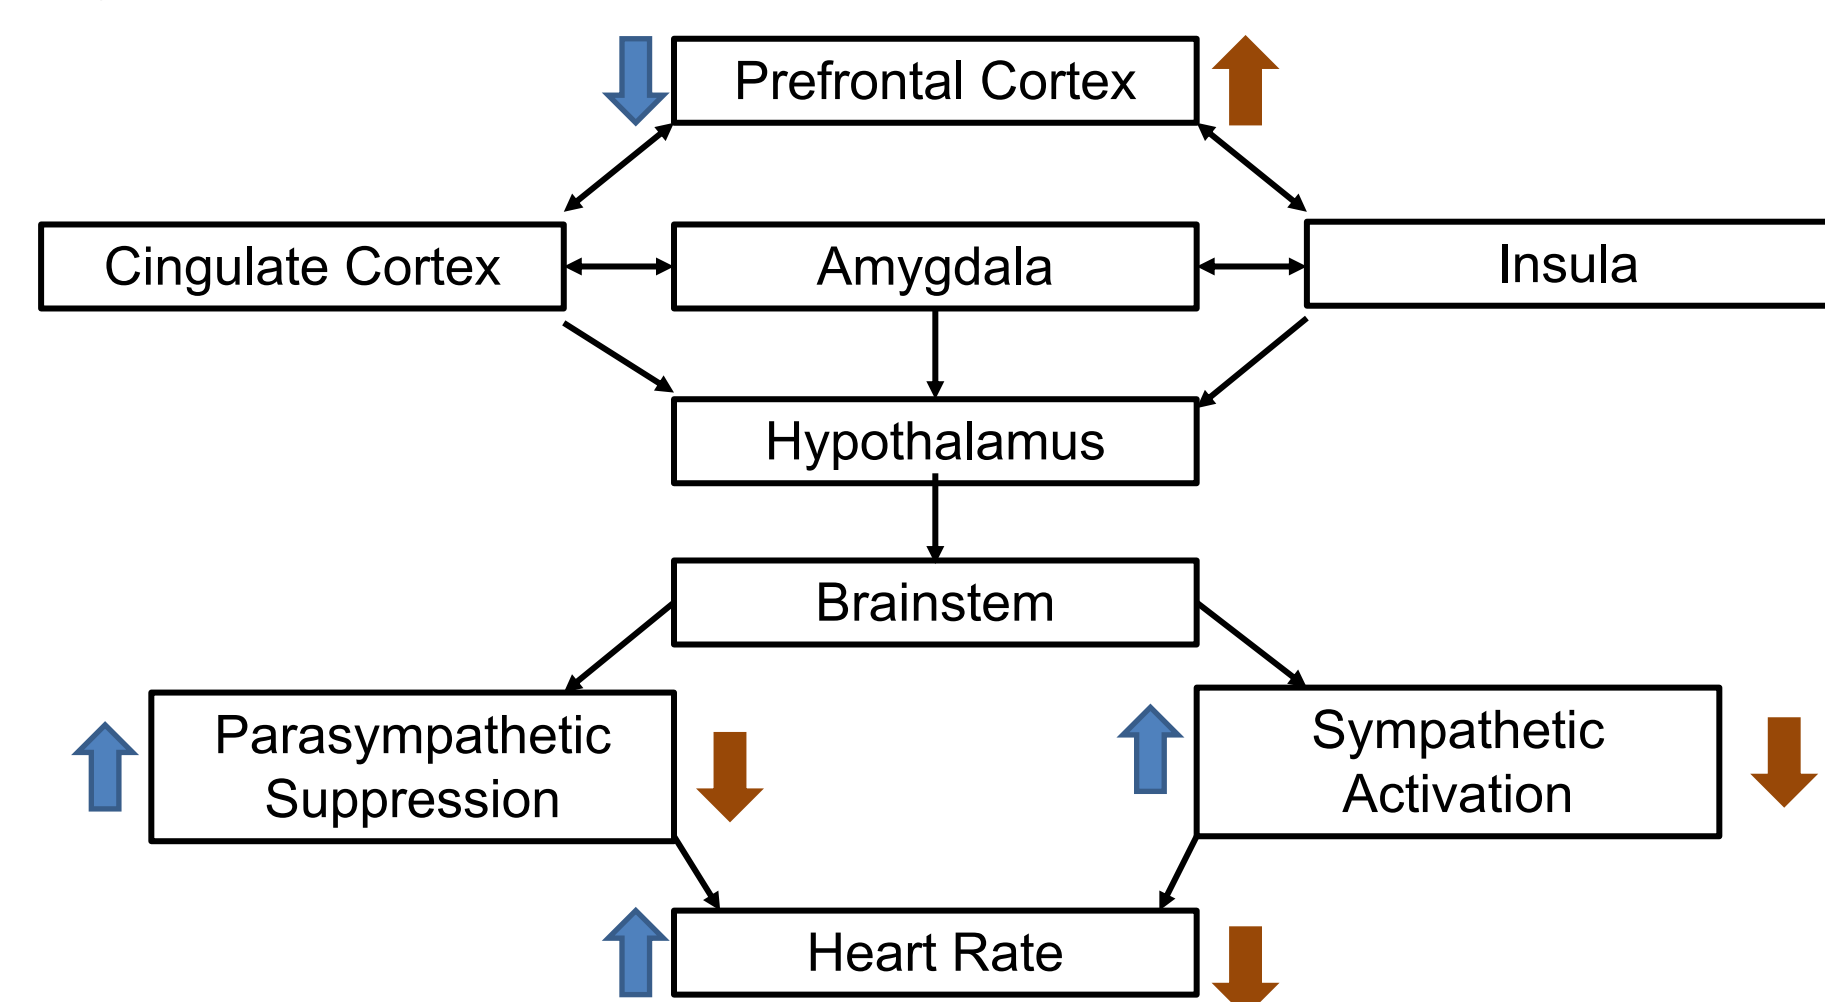 Prefrontal Cortex
Cingulate Cortex
Amygdala
Insula
Hypothalamus
Brainstem
Parasympathetic
Suppression
Sympathetic
Activation
Heart Rate